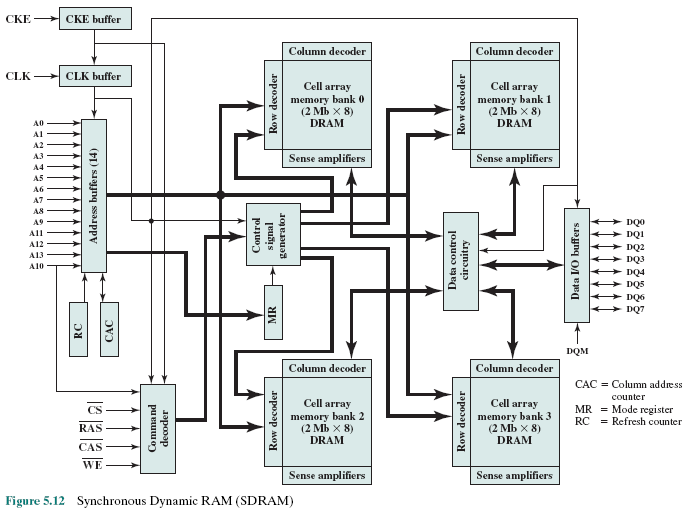 CKE
CKE buffer
CLK
CLK buffer
A0
A1
A2
A3
A4
A5
A6
A7
A8
A9
A11
A12
A13
A10
Address buffers (14)
RC
CAC
CS
RAS
CAS
WE
Command
decoder
Control
signal
generator
MR
Column decoder
Row decoder
Cell array
memory bank 0
(2 Mb × 8)
DRAM
Sense amplifiers
Column decoder
Row decoder
Cell array
memory bank 1
(2 Mb × 8)
DRAM
Sense amplifiers
Data control
circuitry
Data I/O buffers
DQ0
DQ1
DQ2
DQ3
DQ4
DQ5
DQ6
DQ7
DQM
Column decoder
Row decoder
Cell array
memory bank 2
(2 Mb × 8)
DRAM
Sense amplifiers
Column decoder
Row decoder
Cell array
memory bank 3
(2 Mb × 8)
DRAM
Sense amplifiers
CAC = Column address
counter
MR = Mode register
RC = Refresh counter
Figure 5.12 Synchronous Dynamic RAM (SDRAM)